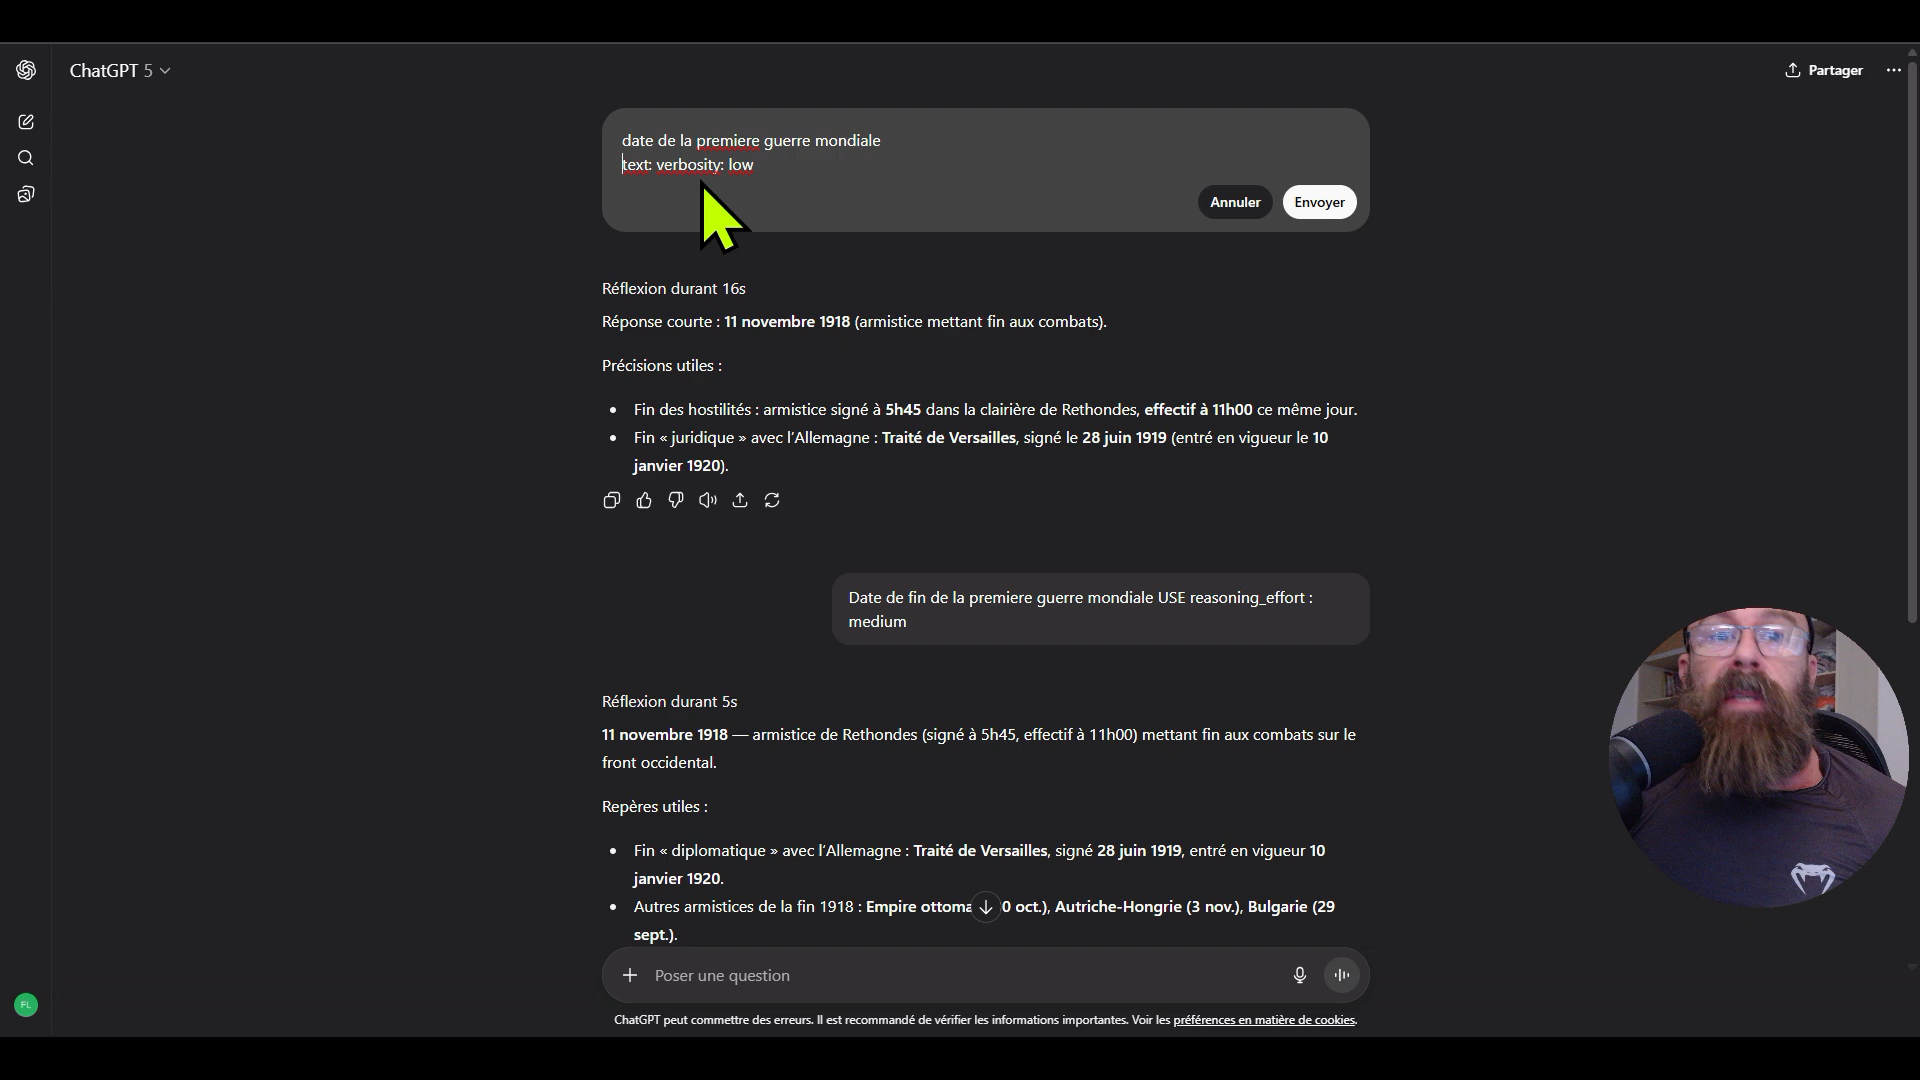 ChatGPT 5
Partager
date de la premiere guerre mondiale
text: verbosity: low
Annuler
Envoyer
Réflexion durant 16s
Réponse courte : 11 novembre 1918 (armistice mettant fin aux combats).
Précisions utiles :
Fin des hostilités : armistice signé à 5h45 dans la clairière de Rethondes, effectif à 11h00 ce même jour.
Fin « juridique » avec l'Allemagne : Traité de Versailles, signé le 28 juin 1919 (entré en vigueur le 10
janvier 1920).
Date de fin de la premiere guerre mondiale USE reasoning_effort :
medium
Réflexion durant 5s
11 novembre 1918 — armistice de Rethondes (signé à 5h45, effectif à 11h00) mettant fin aux combats sur le
front occidental.
Repères utiles :
Fin « diplomatique » avec l'Allemagne : Traité de Versailles, signé 28 juin 1919, entré en vigueur 10
janvier 1920.
Autres armistices de la fin 1918 : Empire 0 oct.), Autriche-Hongrie (3 nov.), Bulgarie (29
sept.).
Poser une question
FL
ChatGPT peut commettre des erreurs. Il est recommandé de vérifier les informations importantes. Voir les préférences en matière de cookies.